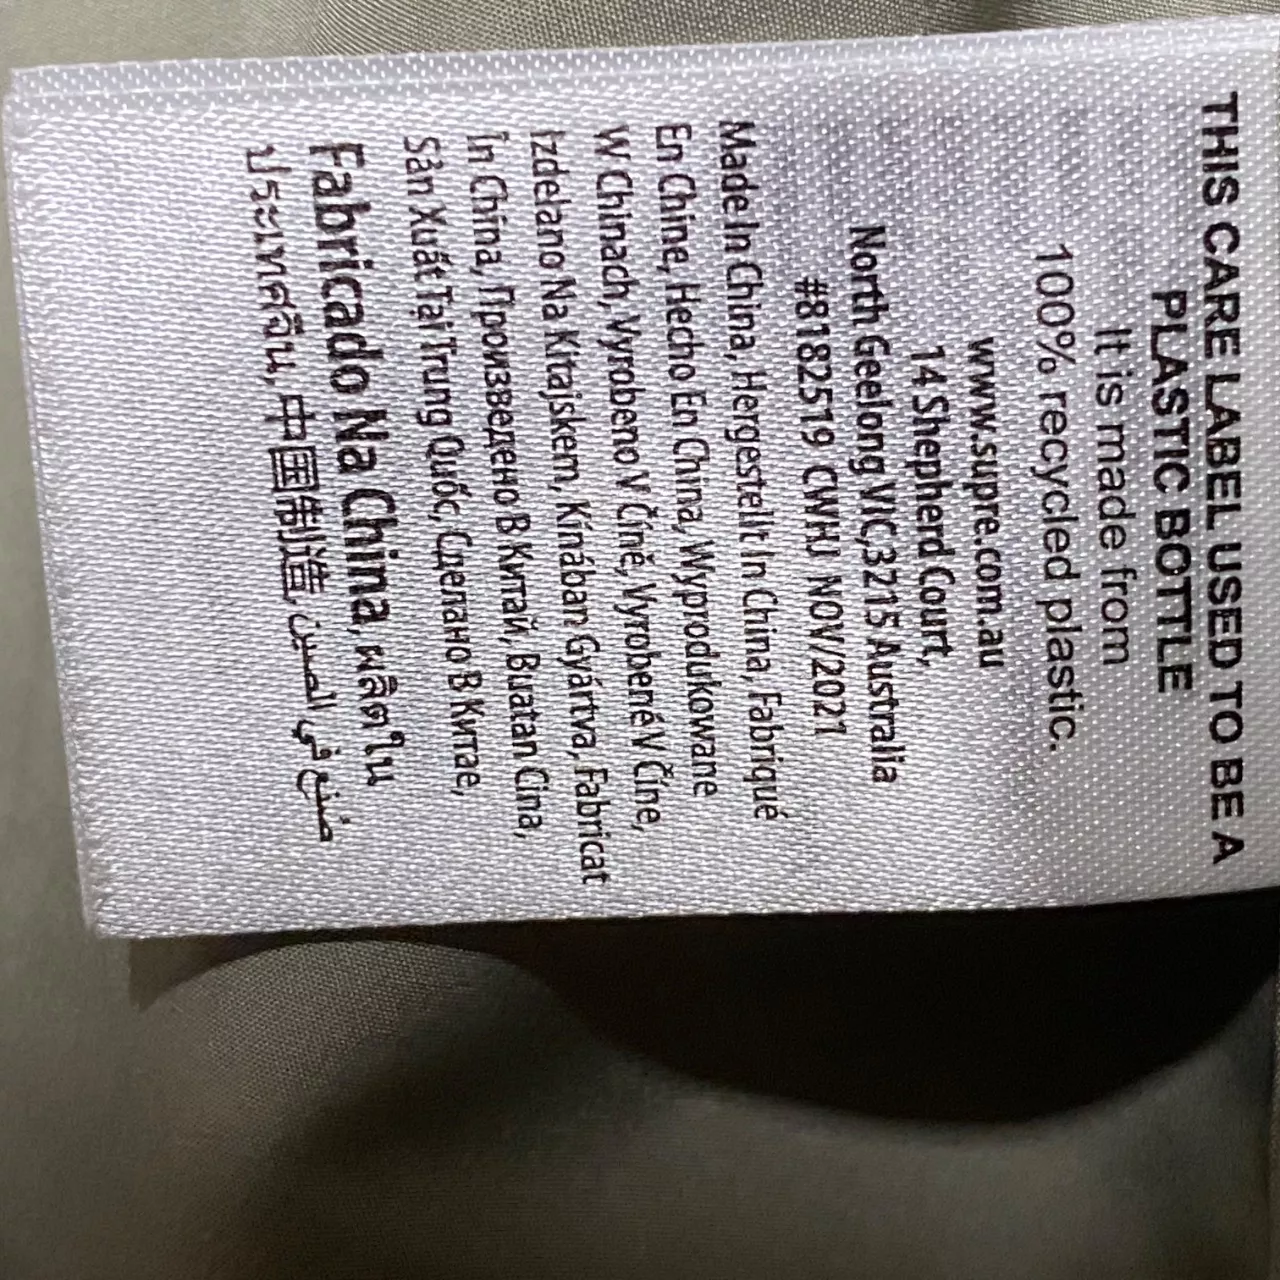 THIS CARE LABEL USED TO BE A
PLASTIC BOTTLE
It is made from
100% recycled plastic.
www.supre.com.au
14 Shepherd Court,
North Geelong VIC,3215 Australia
#8182519 CWHJ NOV/2021
Made In China, Hergestellt In China, Fabriqué
En Chine, Hecho En China, Wyprodukowane
W Chinach, Vyrobeno V Číně, Vyrobené V Číne,
Izdelano Na Kitajskem, Kínában Gyártva, Fabricat
În China, Произведено В Китай, Buatan Cina,
Sản Xuất Tại Trung Quốc, Сделано В Китае,
Fabricado Na China, ผลิตใน
ประเทศจีน, 中国制造, صنع في الصين